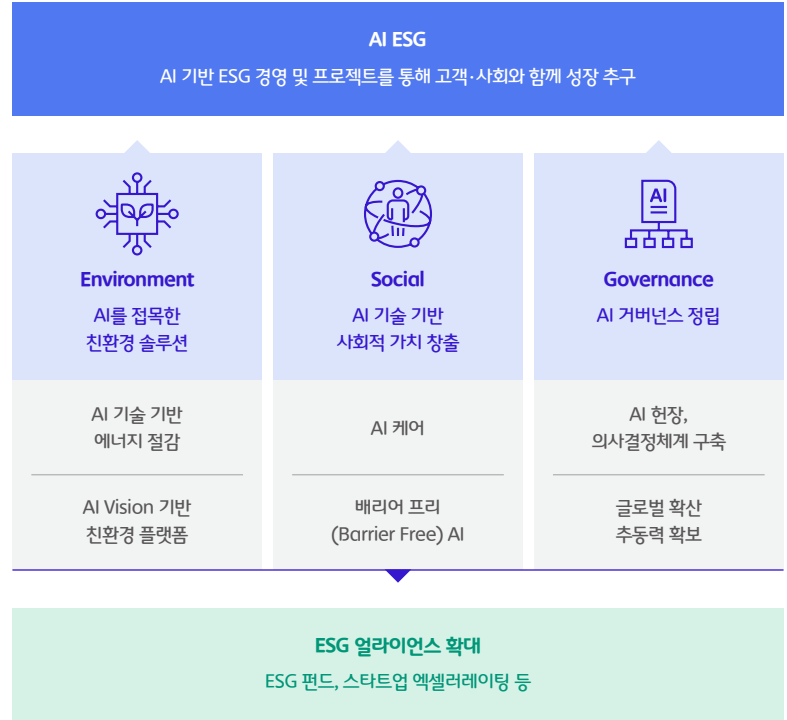 AI ESG
AI 기반 ESG 경영 및 프로젝트를 통해 고객·사회와 함께 성장 추구
Environment
AI를 접목한
친환경 솔루션
AI 기술 기반
에너지 절감
AI Vision 기반
친환경 플랫폼
Social
AI 기술 기반
사회적 가치 창출
AI 케어
배리어 프리
(Barrier Free) AI
AI
Governance
AI 거버넌스 정립
AI 헌장,
의사결정체계 구축
글로벌 확산
추동력 확보
ESG 얼라이언스 확대
ESG 펀드, 스타트업 엑셀러레이팅 등